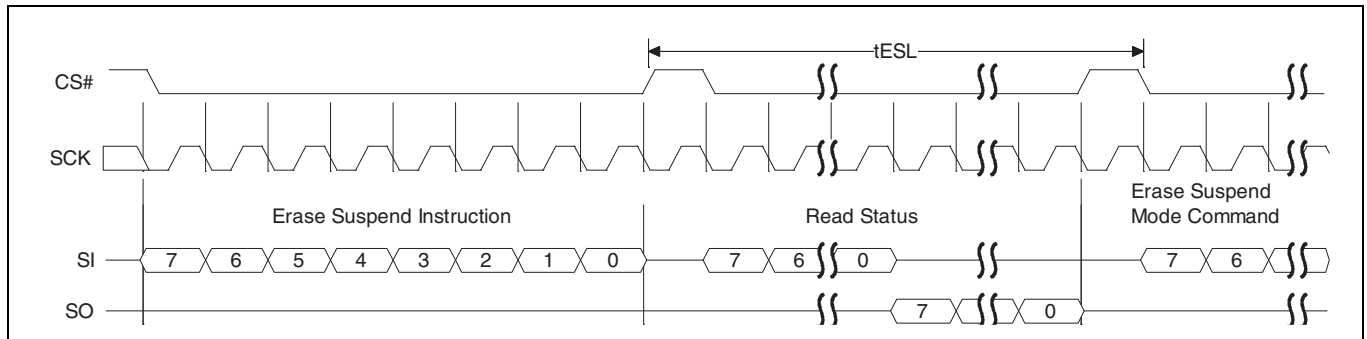 tESL
CS#
SCK
Erase Suspend Instruction
Read Status
Erase Suspend
Mode Command
SI 7 6 5 4 3 2 1 0 7 6 0 7 6
SO 7 0